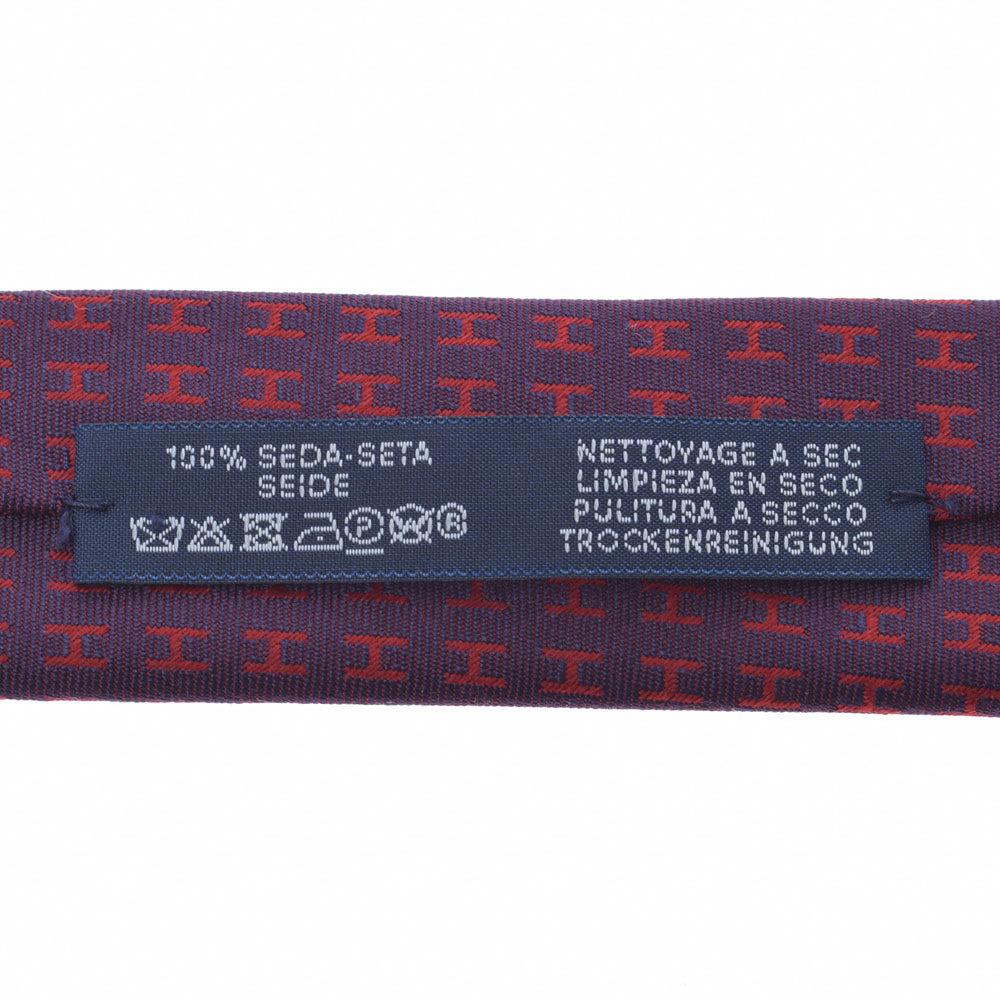 100% SEDA-SETA
SEIDE
P W R
NETTOYAGE A SEC
LIMPIEZA EN SECO
PULITURA A SECCO
TROCKENREINIGUNG